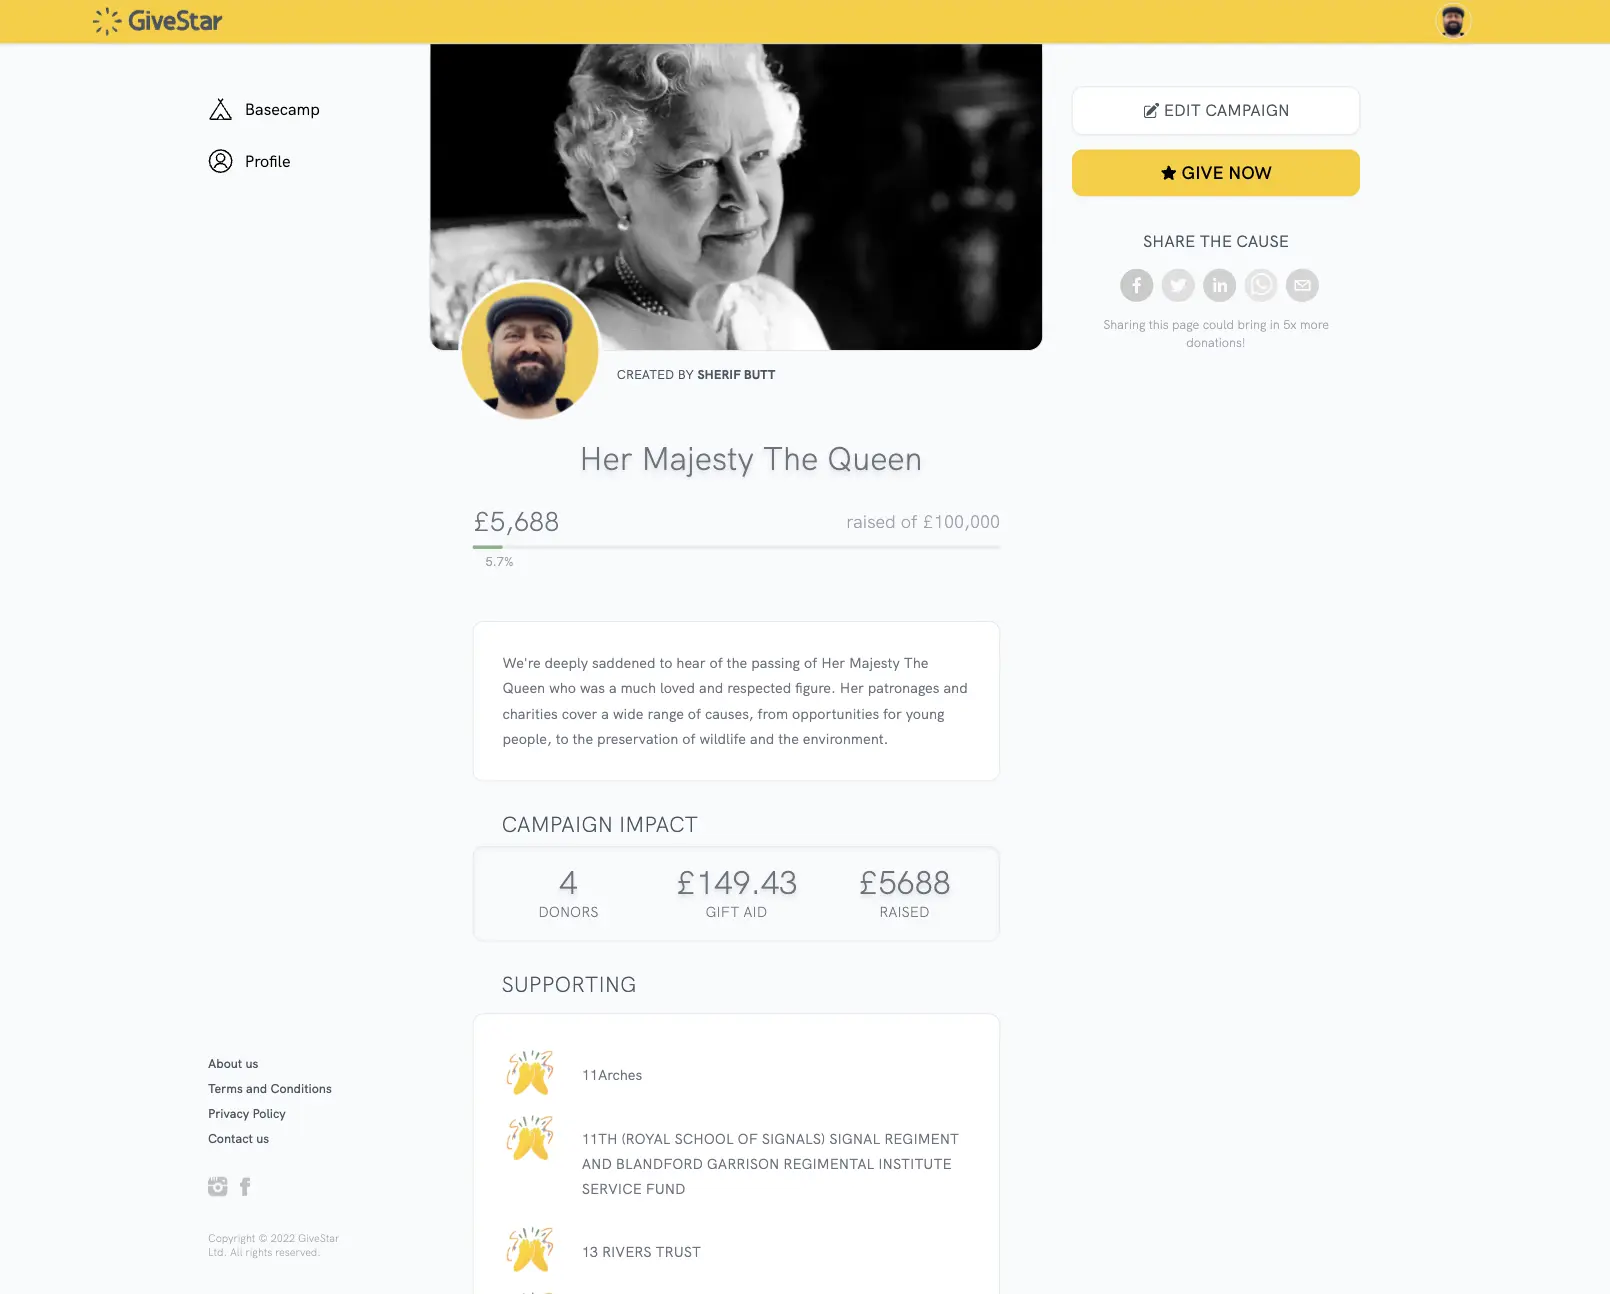 GiveStar
Basecamp
Profile
EDIT CAMPAIGN
GIVE NOW
SHARE THE CAUSE
Sharing this page could bring in 5x more
donations!
CREATED BY SHERIF BUTT
Her Majesty The Queen
£5,688
raised of £100,000
5.7%
We're deeply saddened to hear of the passing of Her Majesty The
Queen who was a much loved and respected figure. Her patronages and
charities cover a wide range of causes, from opportunities for young
people, to the preservation of wildlife and the environment.
CAMPAIGN IMPACT
4
DONORS
£149.43
GIFT AID
£5688
RAISED
SUPPORTING
11Arches
11TH (ROYAL SCHOOL OF SIGNALS) SIGNAL REGIMENT
AND BLANDFORD GARRISON REGIMENTAL INSTITUTE
SERVICE FUND
13 RIVERS TRUST
About us
Terms and Conditions
Privacy Policy
Contact us
Copyright © 2022 GiveStar
Ltd. All rights reserved.